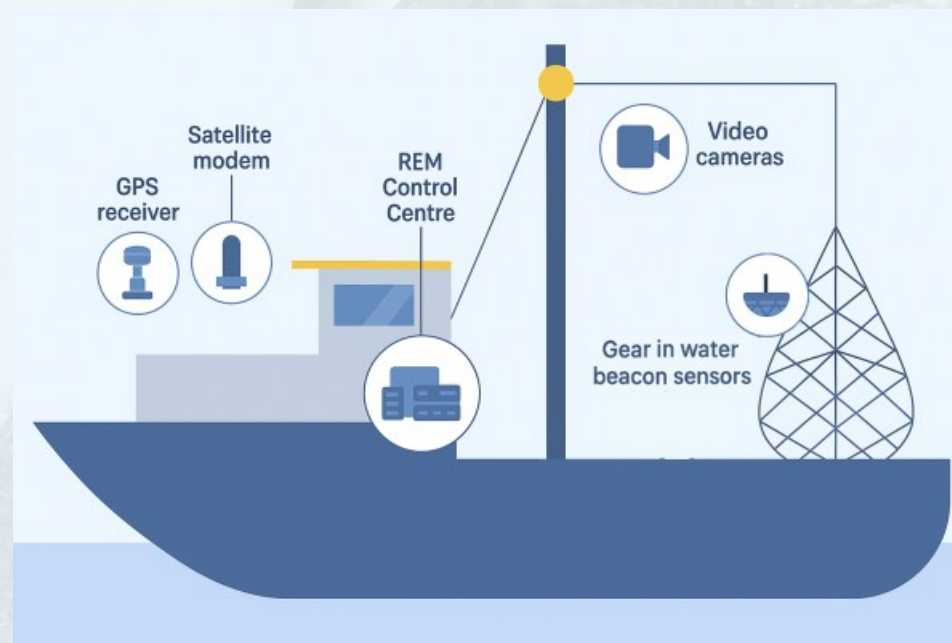 Satellite
modem
GPS
receiver
REM
Control
Centre
Video
cameras
Gear in water
beacon sensors